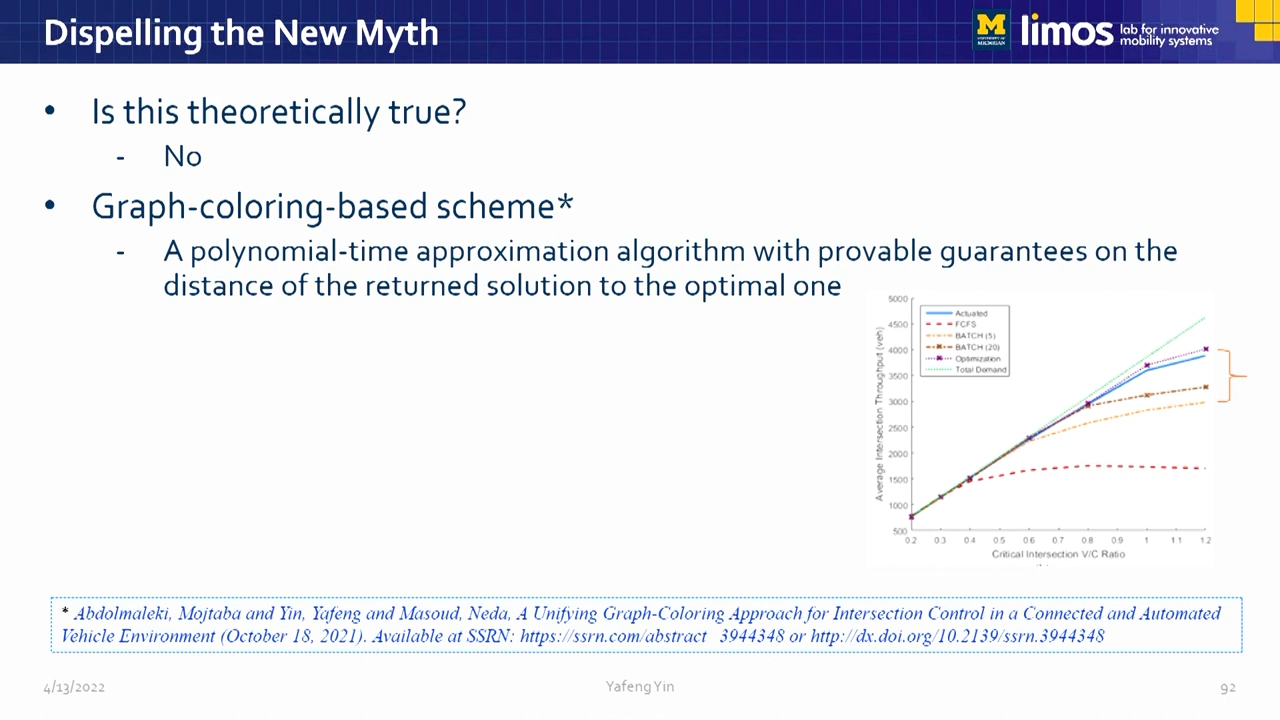 Dispelling the New Myth
M
UNIVERSITY OF
MICHIGAN
limos
lab for innovative
mobility systems
• Is this theoretically true?
- No
• Graph-coloring-based scheme*
- A polynomial-time approximation algorithm with provable guarantees on the
distance of the returned solution to the optimal one
Average Intersection Throughput (veh)
5000
4500
4000
3500
3000
2500
2000
1500
1000
500
Actuated
FCFS
BATCH (5)
BATCH (20)
Optimization
Total Demand
0.2 0.3 0.4 0.5 0.6 0.7 0.8 0.9 1 1.1 1.2
Critical Intersection V/C Ratio
* Abdolmaleki, Mojtaba and Yin, Yafeng and Masoud, Neda, A Unifying Graph-Coloring Approach for Intersection Control in a Connected and Automated
Vehicle Environment (October 18, 2021). Available at SSRN: https://ssrn.com/abstract 3944348 or http://dx.doi.org/10.2139/ssrn.3944348
4/13/2022
Yafeng Yin
92